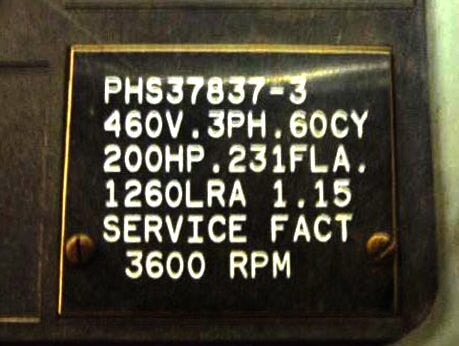 PHS37837-3
460V.3PH.60CY
200HP.231FLA.
1260LRA 1.15
SERVICE FACT
3600 RPM